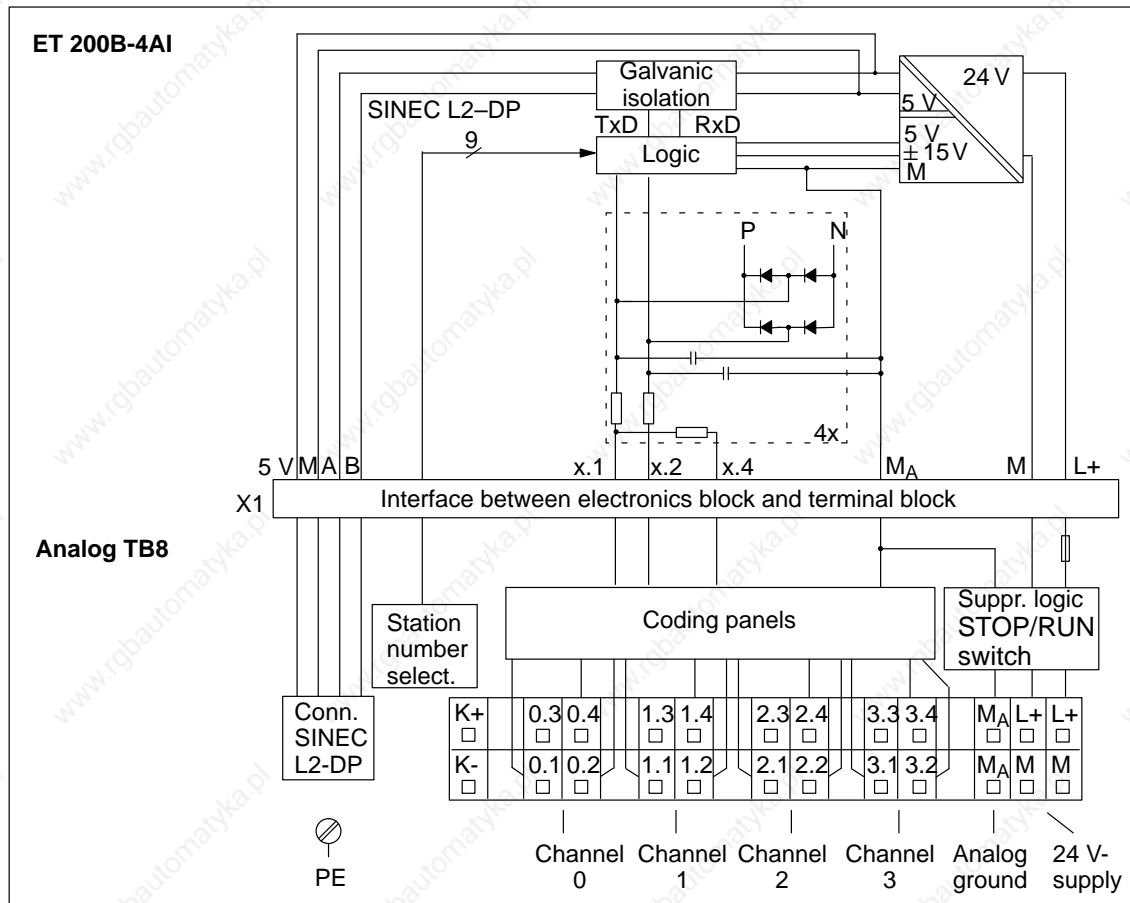 ET 200B-4AI
Galvanic
isolation
24 V
5 V
SINEC L2–DP
TxD RxD
9
Logic
5 V
± 15 V
M
P N
4x
5 V M A B x.1 x.2 x.4 MA M L+
X1 Interface between electronics block and terminal block
Analog TB8
Station
number
select.
Coding panels
Suppr. logic
STOP/RUN
switch
Conn.
SINEC
L2-DP
K+ 0.3 0.4 1.3 1.4 2.3 2.4 3.3 3.4 MA L+ L+
K- 0.1 0.2 1.1 1.2 2.1 2.2 3.1 3.2 MA M M
PE
Channel
0
Channel
1
Channel
2
Channel
3
Analog
ground
24 V-
supply
www.rgbautomatyka.pl